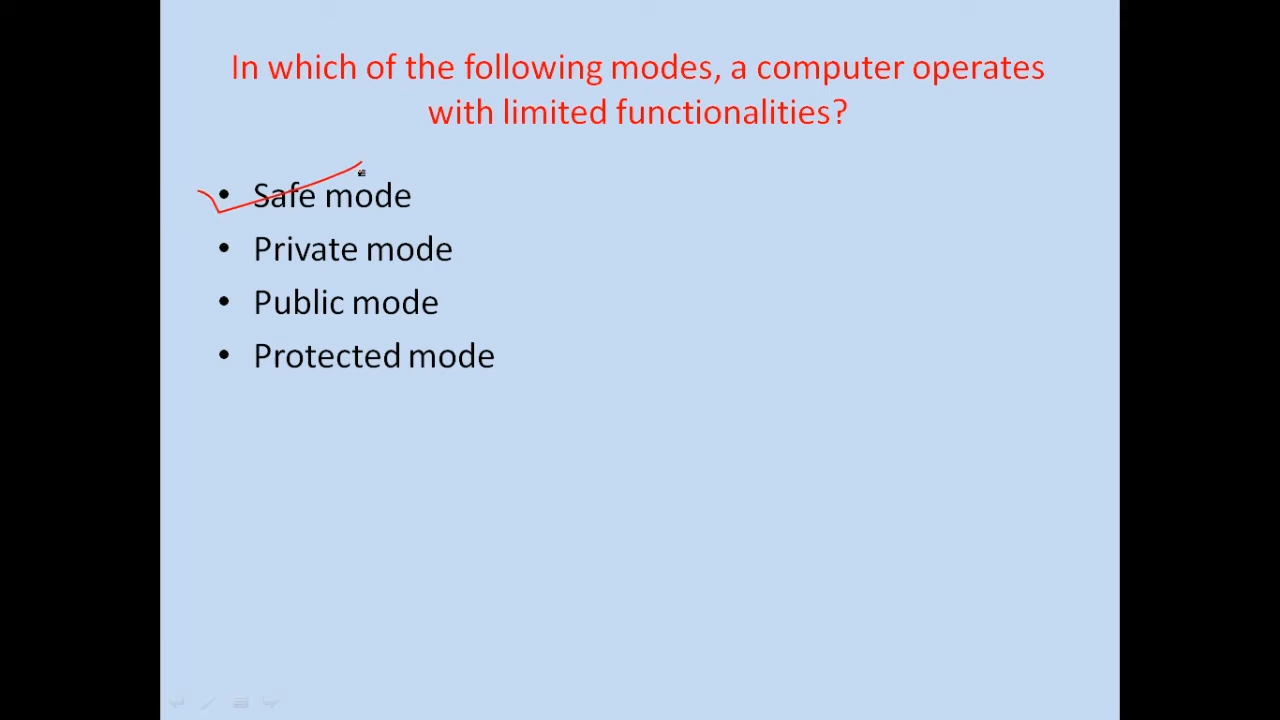 In which of the following modes, a computer operates
with limited functionalities?
• Safe mode
• Private mode
• Public mode
• Protected mode